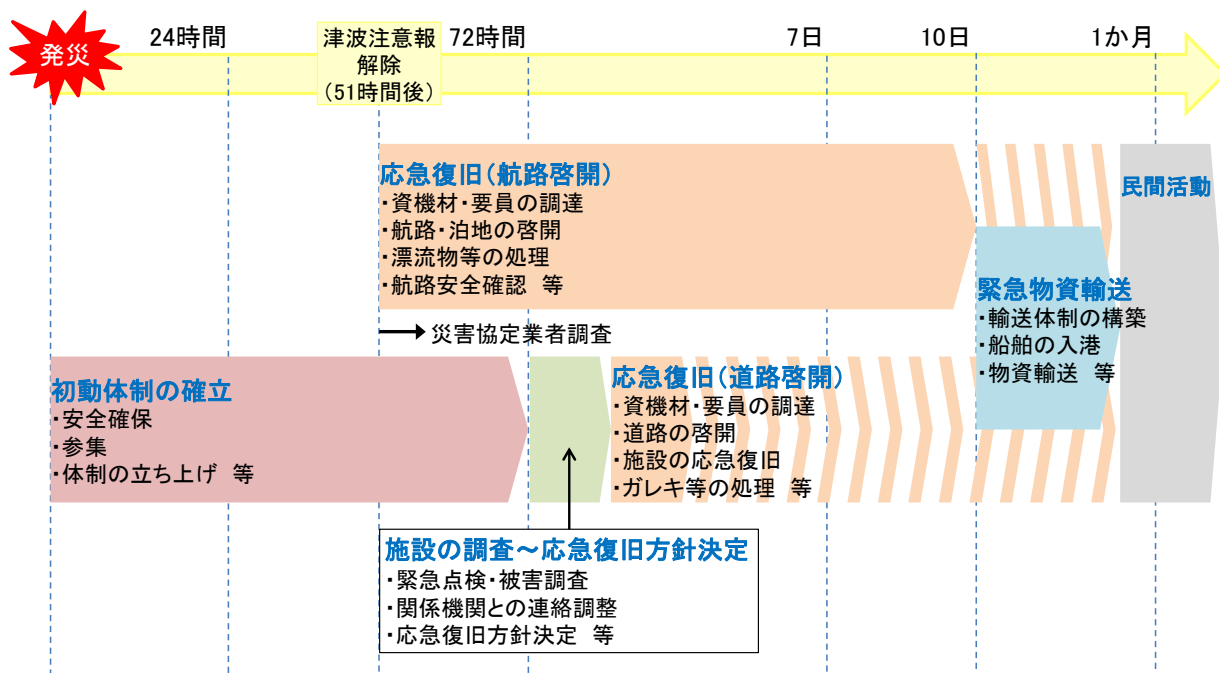 発災
24時間
津波注意報
解除
（51時間後）
72時間
7日
10日
1か月
応急復旧（航路啓開）
・資機材・要員の調達
・航路・泊地の啓開
・漂流物等の処理
・航路安全確認　等
民間活動
緊急物資輸送
・輸送体制の構築
・船舶の入港
・物資輸送　等
災害協定業者調査
初動体制の確立
・安全確保
・参集
・体制の立ち上げ　等
応急復旧（道路啓開）
・資機材・要員の調達
・道路の啓開
・施設の応急復旧
・ガレキ等の処理　等
施設の調査～応急復旧方針決定
・緊急点検・被害調査
・関係機関との連絡調整
・応急復旧方針決定　等